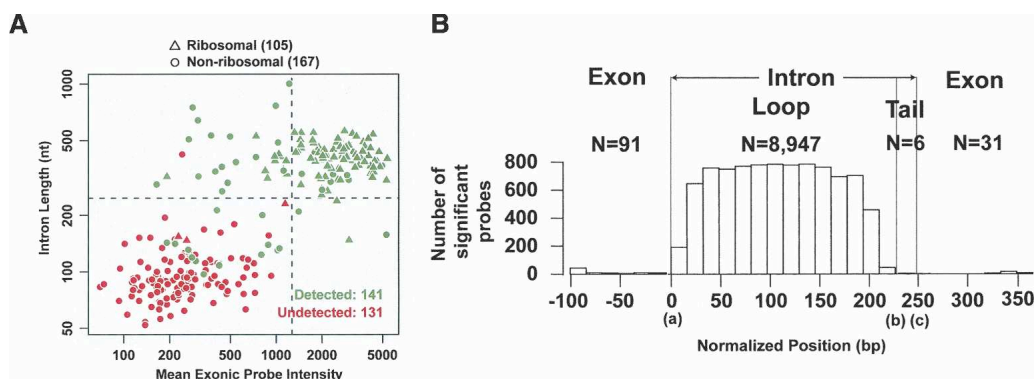 A
△ Ribosomal (105)
○ Non-ribosomal (167)
Intron Length (nt)
1000
500
200
100
50
Detected: 141
Undetected: 131
100 200 500 1000 2000 5000
Mean Exonic Probe Intensity
B
Exon Intron Exon
Loop Tail
N=91 N=8,947 N=6 N=31
Number of
significant
probes
800
600
400
200
0
-100 -50 0 50 100 150 200 250 300 350
(a) (b) (c)
Normalized Position (bp)